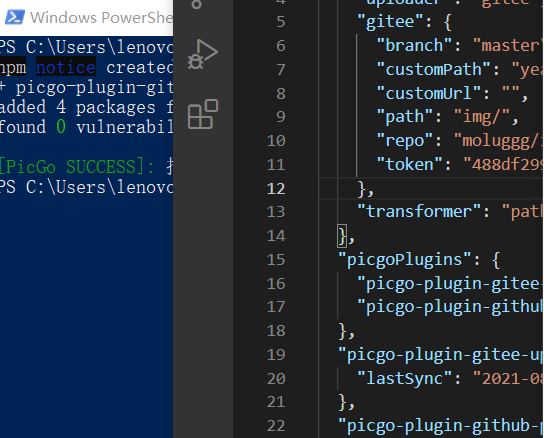 Windows PowerShe
PS C:\Users\lenovo
npm notice created
+ picgo-plugin-git
added 4 packages f
found 0 vulnerabil
[PicGo SUCCESS]:
PS C:\Users\lenovo
4 "uploader": "gitee
5 "gitee": {
6 "branch": "master"
7 "customPath": "yea
8 "customUrl": "",
9 "path": "img/",
10 "repo": "moluggg/i
11 "token": "488df299
12 },
13 "transformer": "path
14 },
15 "picgoPlugins": {
16 "picgo-plugin-gitee-
17 "picgo-plugin-github
18 },
19 "picgo-plugin-gitee-up
20 "lastSync": "2021-08
21 },
22 "picgo-plugin-github-p